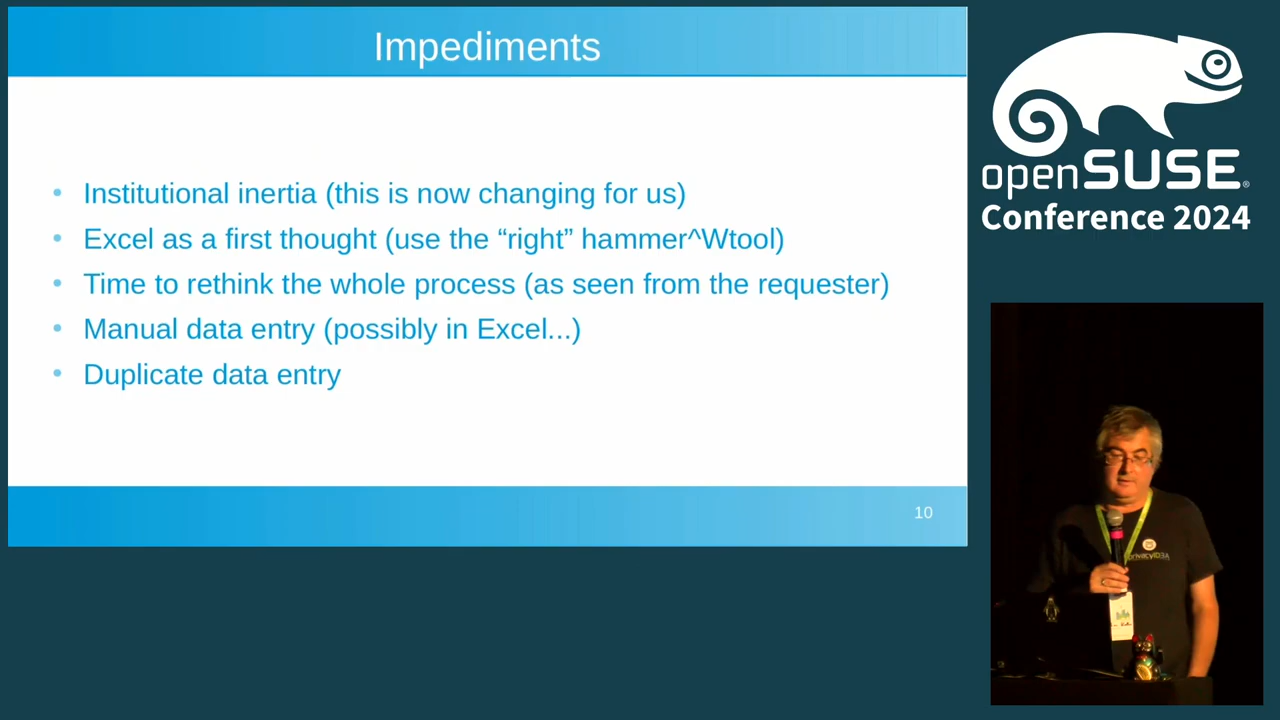 Impediments
• Institutional inertia (this is now changing for us)
• Excel as a first thought (use the “right” hammer^Wtool)
• Time to rethink the whole process (as seen from the requester)
• Manual data entry (possibly in Excel...)
• Duplicate data entry
10
openSUSE®
Conference 2024
privacyIDEA